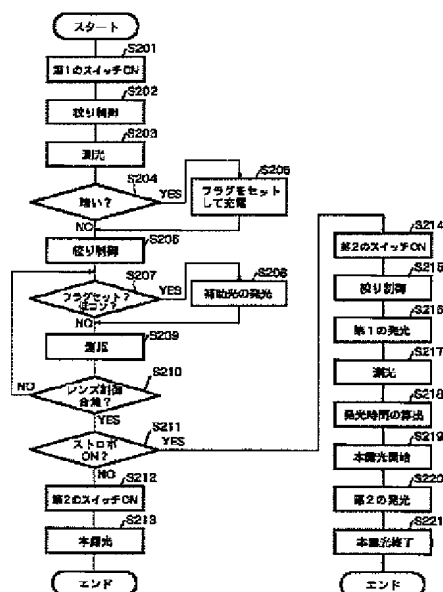 スタート
S201
第1のスイッチON
S202
絞り制御
S203
測光
S204
暗い?
YES
S205
フラグをセット
して充電
NO
S206
絞り制御
S207
フラグセット?
低コン?
YES
S208
補助光の発光
NO
S209
測距
S210
レンズ制御
合焦?
NO
YES
S211
ストロボ
ON?
YES
NO
S212
第2のスイッチON
S213
本露光
エンド
S214
第2のスイッチON
S215
絞り制御
S216
第1の発光
S217
測光
S218
発光時間の算出
S219
本露光開始
S220
第2の発光
S221
本露光終了
エンド